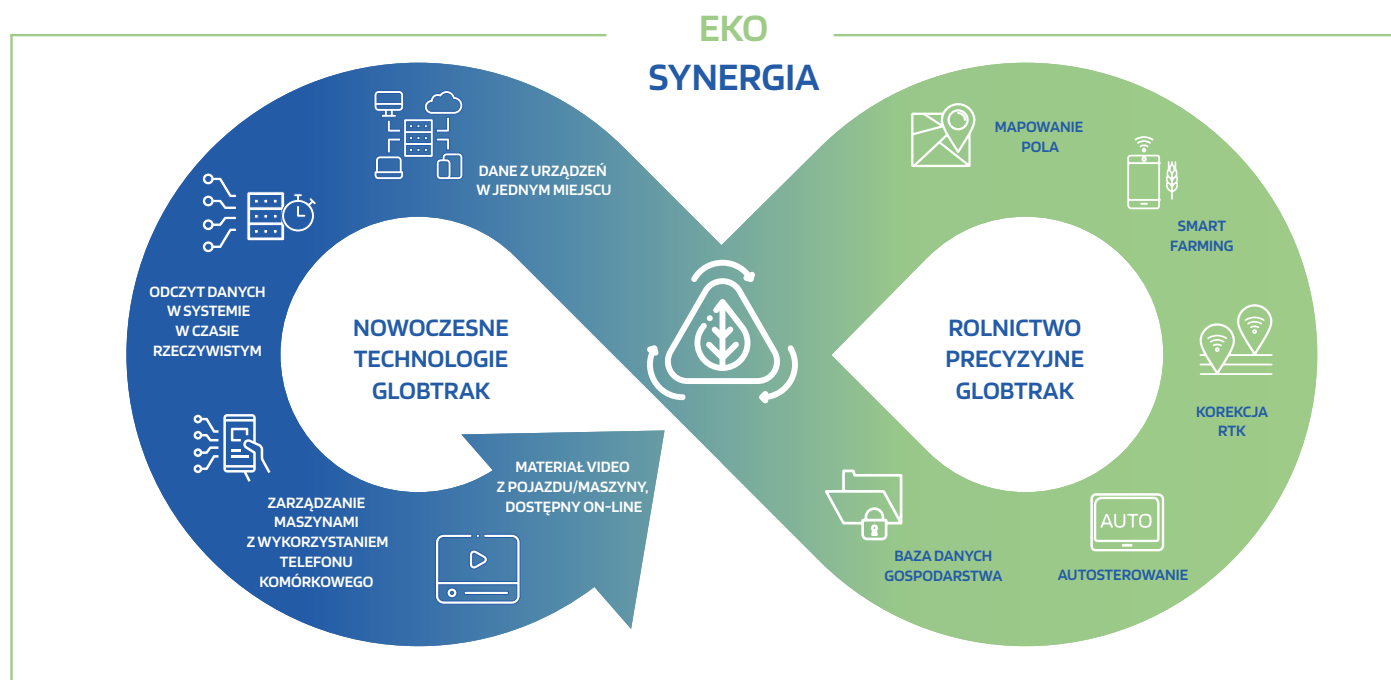 EKO
SYNERGIA
DANE Z URZĄDZEŃ
W JEDNYM MIEJSCU
ODCZYT DANYCH
W SYSTEMIE
W CZASIE
RZECZYWISTYM
NOWOCZESNE
TECHNOLOGIE
GLOBTRAK
ZARZĄDZANIE
MASZYNAMI
Z WYKORZYSTANIEM
TELEFONU
KOMÓRKOWEGO
MATERIAŁ VIDEO
Z POJAZDU/MASZYNY,
DOSTĘPNY ON-LINE
MAPOWANIE
POLA
SMART
FARMING
ROLNICTWO
PRECYZYJNE
GLOBTRAK
KOREKCJA
RTK
AUTO
AUTOSTEROWANIE
BAZA DANYCH
GOSPODARSTWA